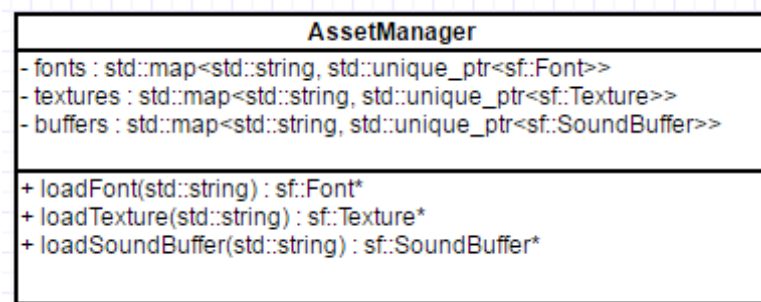 AssetManager
- fonts : std::map<std::string, std::unique_ptr<sf::Font>>
- textures : std::map<std::string, std::unique_ptr<sf::Texture>>
- buffers : std::map<std::string, std::unique_ptr<sf::SoundBuffer>>
+ loadFont(std::string) : sf::Font*
+ loadTexture(std::string) : sf::Texture*
+ loadSoundBuffer(std::string) : sf::SoundBuffer*